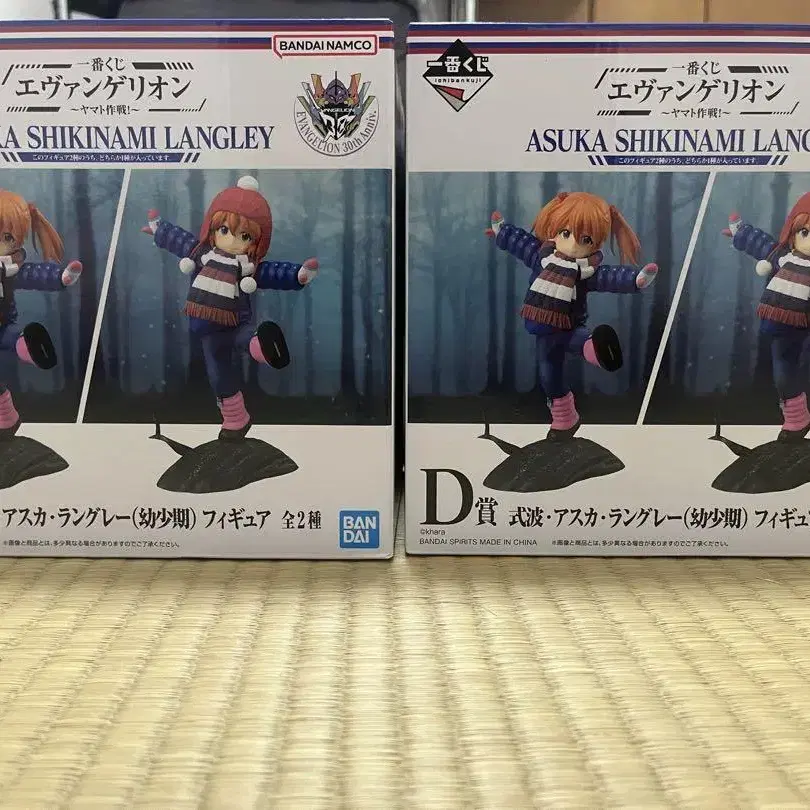 BANDAI NAMCO
一番くじ
エヴァンゲリオン
～ヤマト作戦!～
KA SHIKINAMI LANGLEY
このフィギュア2種のうち、どちらか1種が入っています。
EVANGELION
EVANGELION 30th Anniv.
アスカ・ラングレー(幼少期) フィギュア 全2種
BAN
DAI
※画像と商品とは、多少異なる場合がありますのでご了承ください。
一番くじ
ichibankuji
一番くじ
エヴァンゲリオン
～ヤマト作戦!～
ASUKA SHIKINAMI LANG
このフィギュア2種のうち、どちらか1種が入っています。
D賞 式波・アスカ・ラングレー(幼少期) フィギュ
©khara
BANDAI SPIRITS MADE IN CHINA
※画像と商品とは、多少異なる場合がありますのでご了承ください。